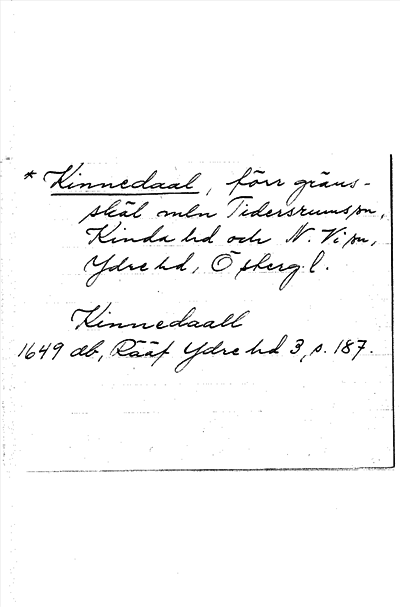 * Kinnedaal, förr gräns-
skäl mln Tidersrums sn,
Kinda hd och N. Vi sn,
Ydre hd, Ö sterg. l.
Kinnedaall
1649 db, Rääf Ydre hd 3, s. 187.